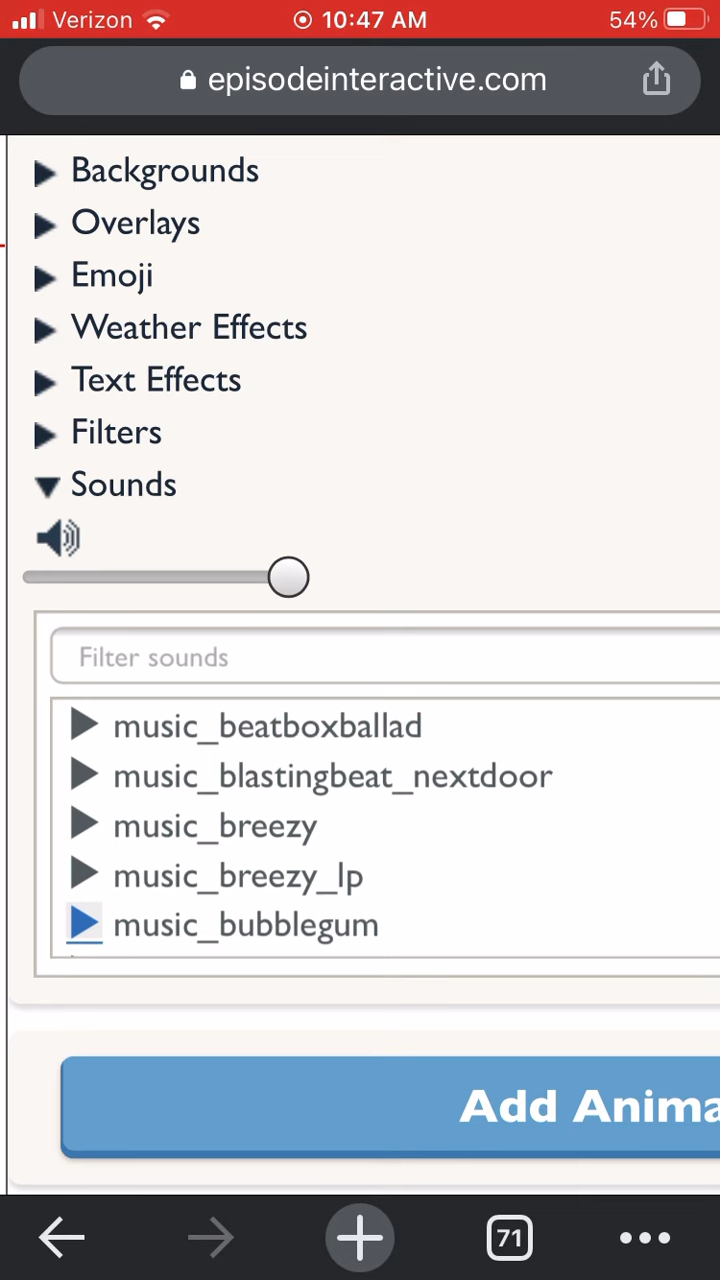 Verizon 10:47 AM 54%
episodeinteractive.com
Backgrounds
Overlays
Emoji
Weather Effects
Text Effects
Filters
Sounds
Filter sounds
music_beatboxballad
music_blastingbeat_nextdoor
music_breezy
music_breezy_lp
music_bubblegum
Add Anima
71